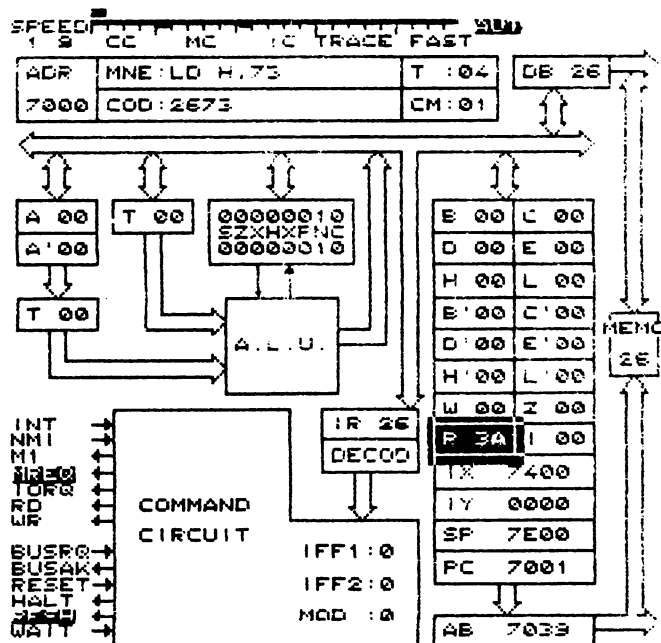 SPEED
1 S CC MC IC TRACE FAST
ADR MNE:LD H,73 T :04 DB 26
7000 COD:2673 CM:01
A 00 T 00 00000010 B 00 C 00
A'00 SZXHXPNC D 00 E 00
00000010 H 00 L 00
T 00 B'00 C'00
A.L.U. D'00 E'00 MEMO
H'00 L'00 26
W 00 Z 00
INT IR 26 R 3A I 00
NMI DECOD
M1 IX 7400
IORQ
RD COMMAND IY 0000
WR CIRCUIT SP 7E00
BUSRQ IFF1:0 PC 7001
BUSAK
RESET IFF2:0
HALT
WAIT MOD :0 AB 7039